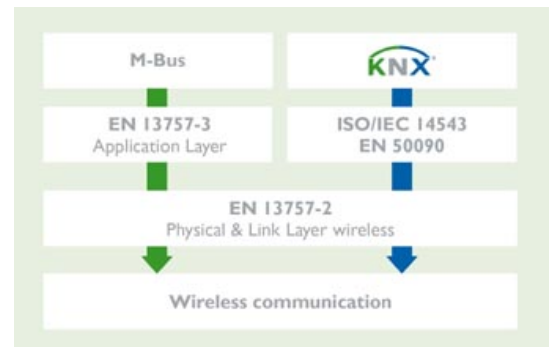 M-Bus
KNX
EN 13757-3
Application Layer
ISO/IEC 14543
EN 50090
EN 13757-2
Physical & Link Layer wireless
Wireless communication